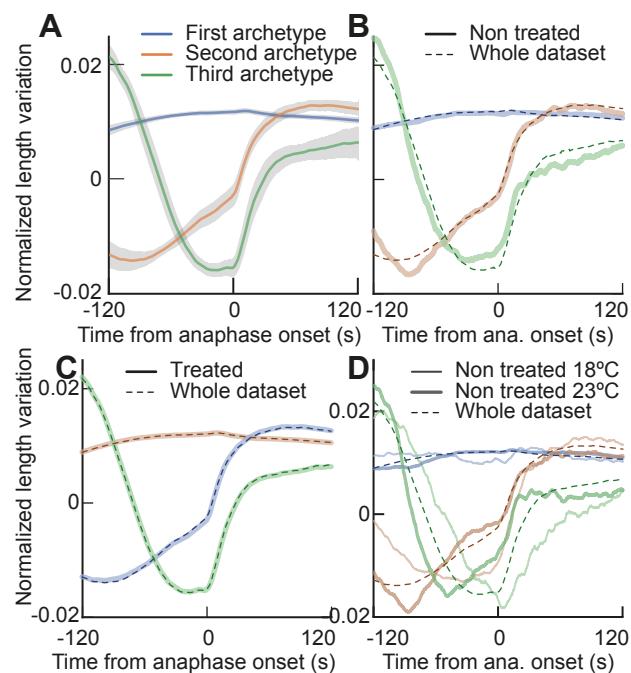 A
First archetype
Second archetype
Third archetype
0.02
0
-0.02
Normalized length variation
-120
0
120
Time from anaphase onset (s)
B
Non treated
Whole dataset
-120
0
120
Time from ana. onset (s)
C
Treated
Whole dataset
0.02
0
-0.02
Normalized length variation
-120
0
120
Time from anaphase onset (s)
D
Non treated 18ºC
Non treated 23ºC
Whole dataset
0.02
0
0.02
-120
0
120
Time from ana. onset (s)